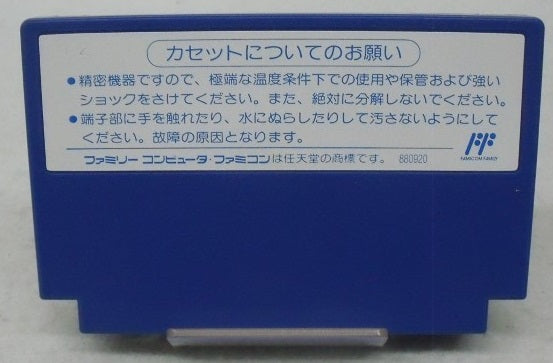 カセットについてのお願い
●精密機器ですので、極端な温度条件下での使用や保管および強い
ショックをさけてください。また、絶対に分解しないでください。
●端子部に手を触れたり、水にぬらしたりして汚さないようにして
ください。故障の原因となります。
ファミリー コンピュータ・ファミコンは任天堂の商標です。 880920
FAMICOM FAMILY